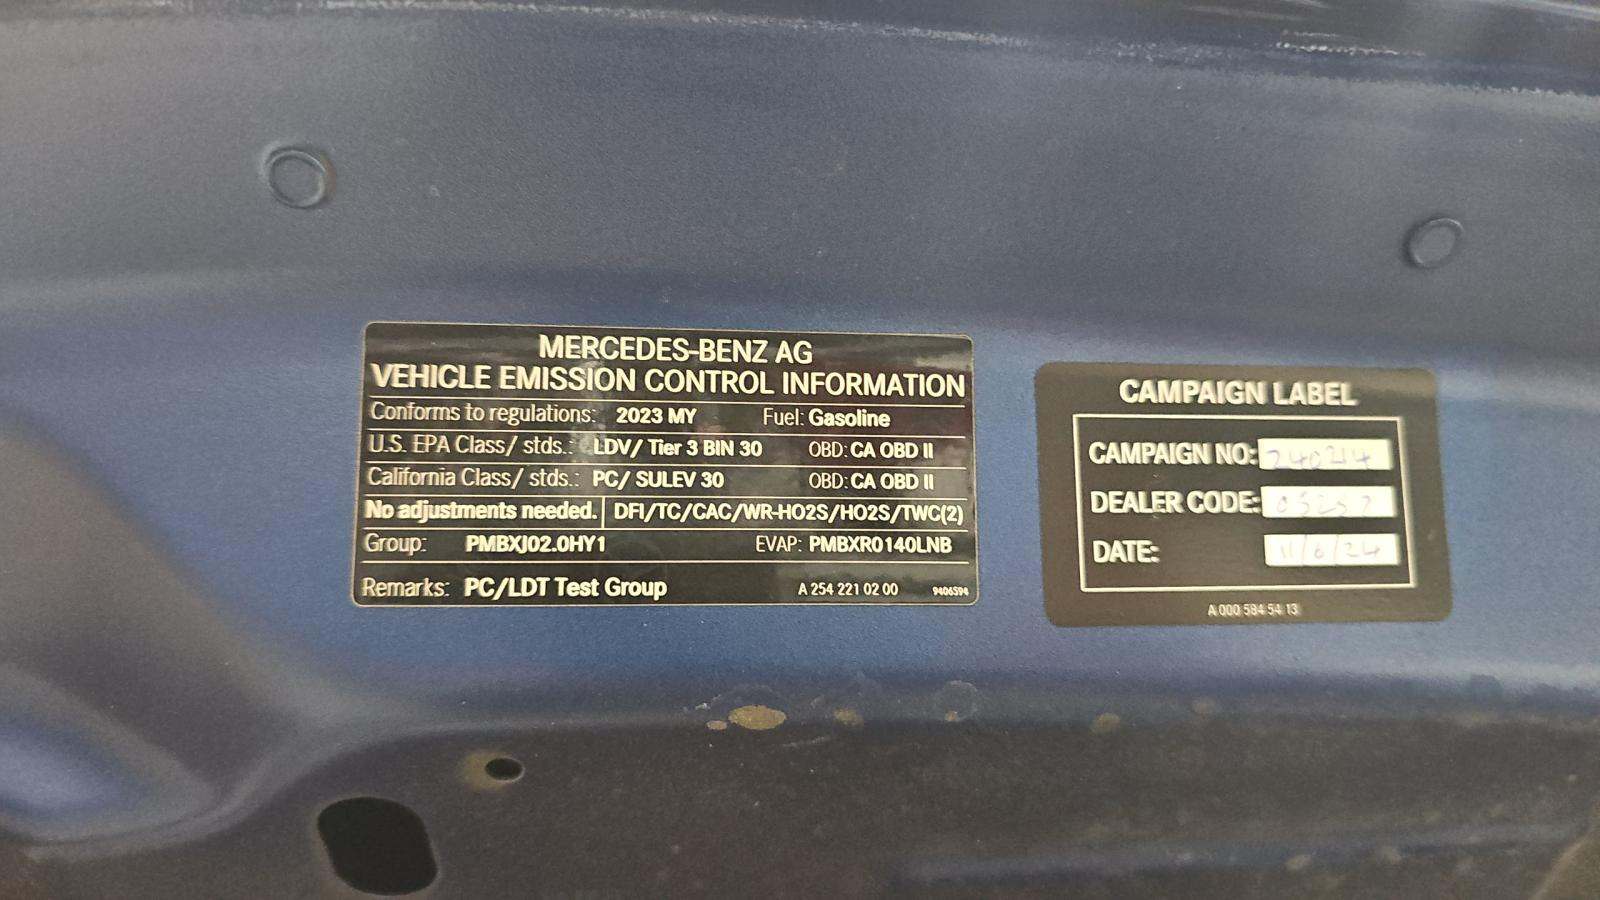 MERCEDES-BENZ AG
VEHICLE EMISSION CONTROL INFORMATION
Conforms to regulations: 2023 MY Fuel: Gasoline
U.S. EPA Class/ stds.: LDV/ Tier 3 BIN 30 OBD: CA OBD II
California Class/ stds.: PC/ SULEV 30 OBD: CA OBD II
No adjustments needed. DFI/TC/CAC/WR-HO2S/HO2S/TWC(2)
Group: PMBXJ02.0HY1 EVAP: PMBXR0140LNB
Remarks: PC/LDT Test Group A 254 221 02 00 9406594
CAMPAIGN LABEL
CAMPAIGN NO:
DEALER CODE: 05257
DATE: 11/6/24
A 000 584 54 13